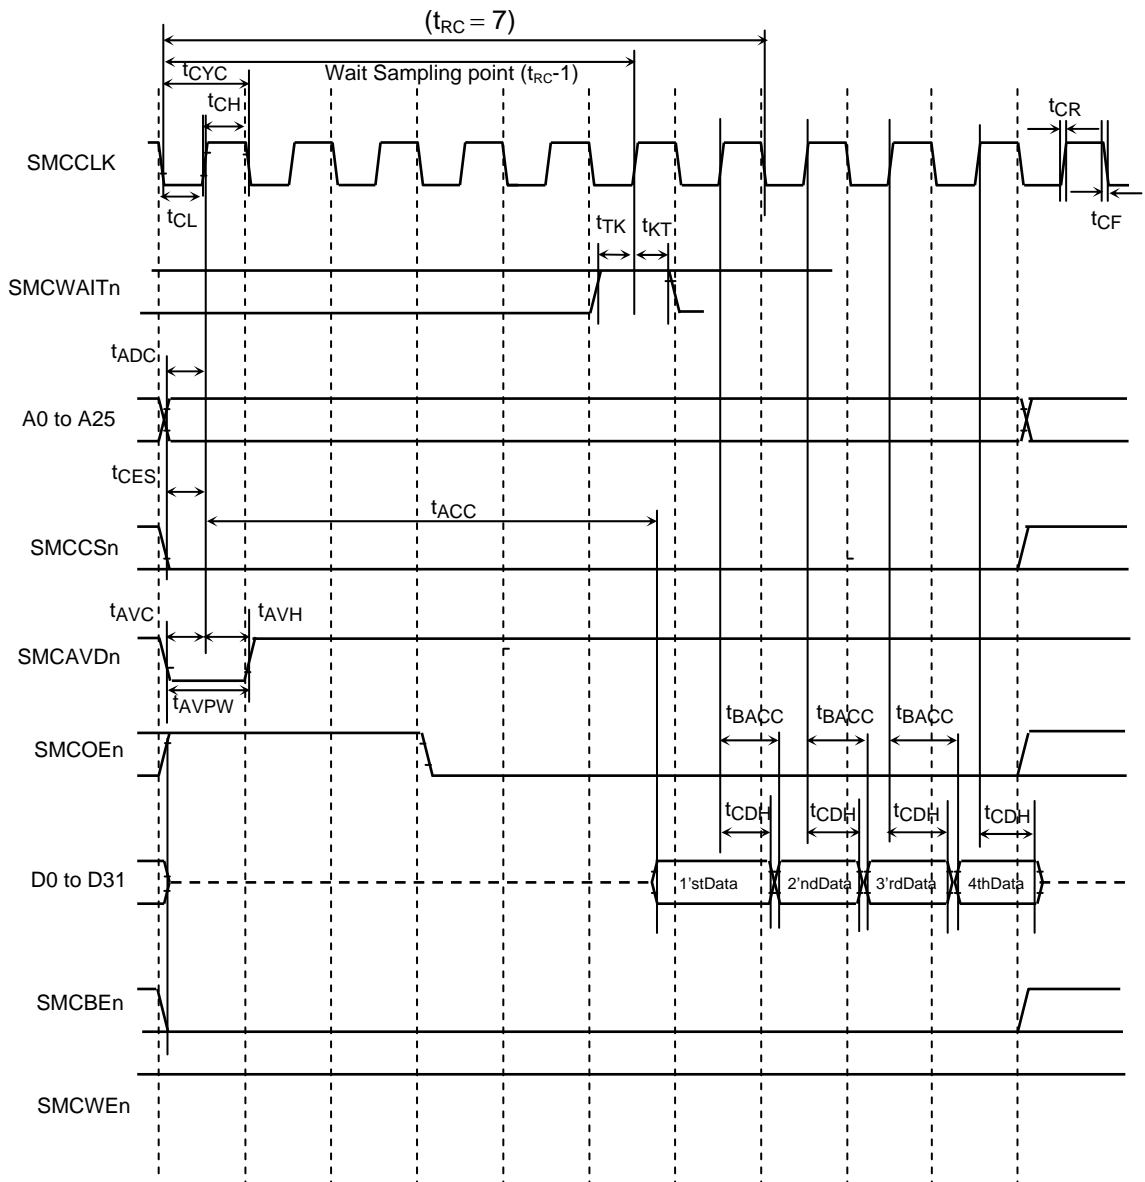 (tRC = 7)
Wait Sampling point (tRC-1)
tCYC
tCH
tCR
SMCCLK
tCL
tCF
tTK
tKT
SMCWAITn
tADC
A0 to A25
tCES
tACC
SMCCSn
tAVC
tAVH
SMCAVDn
tAVPW
tBACC
tBACC
tBACC
SMCOEn
tCDH
tCDH
tCDH
tCDH
D0 to D31
1'stData
2'ndData
3'rdData
4thData
SMCBEn
SMCWEn